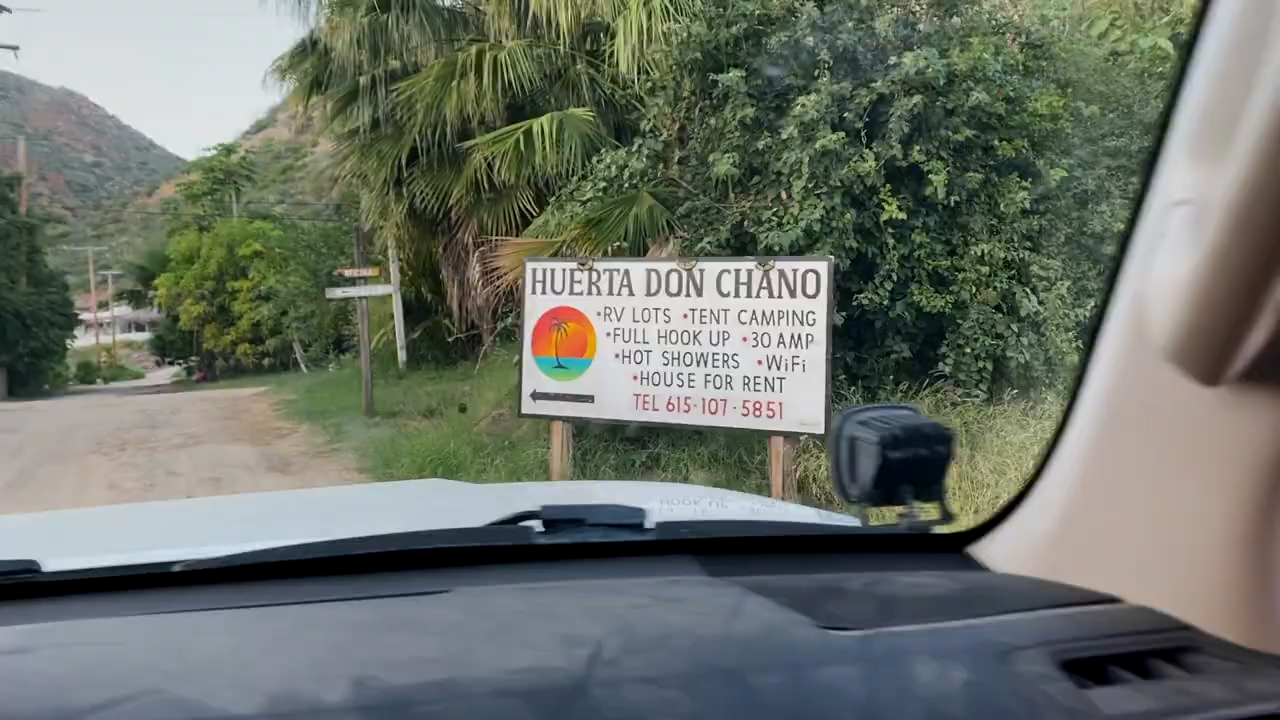 HUERTA DON CHANO
•RV LOTS •TENT CAMPING
•FULL HOOK UP •30 AMP
•HOT SHOWERS •WiFi
•HOUSE FOR RENT
TEL 615·107·5851